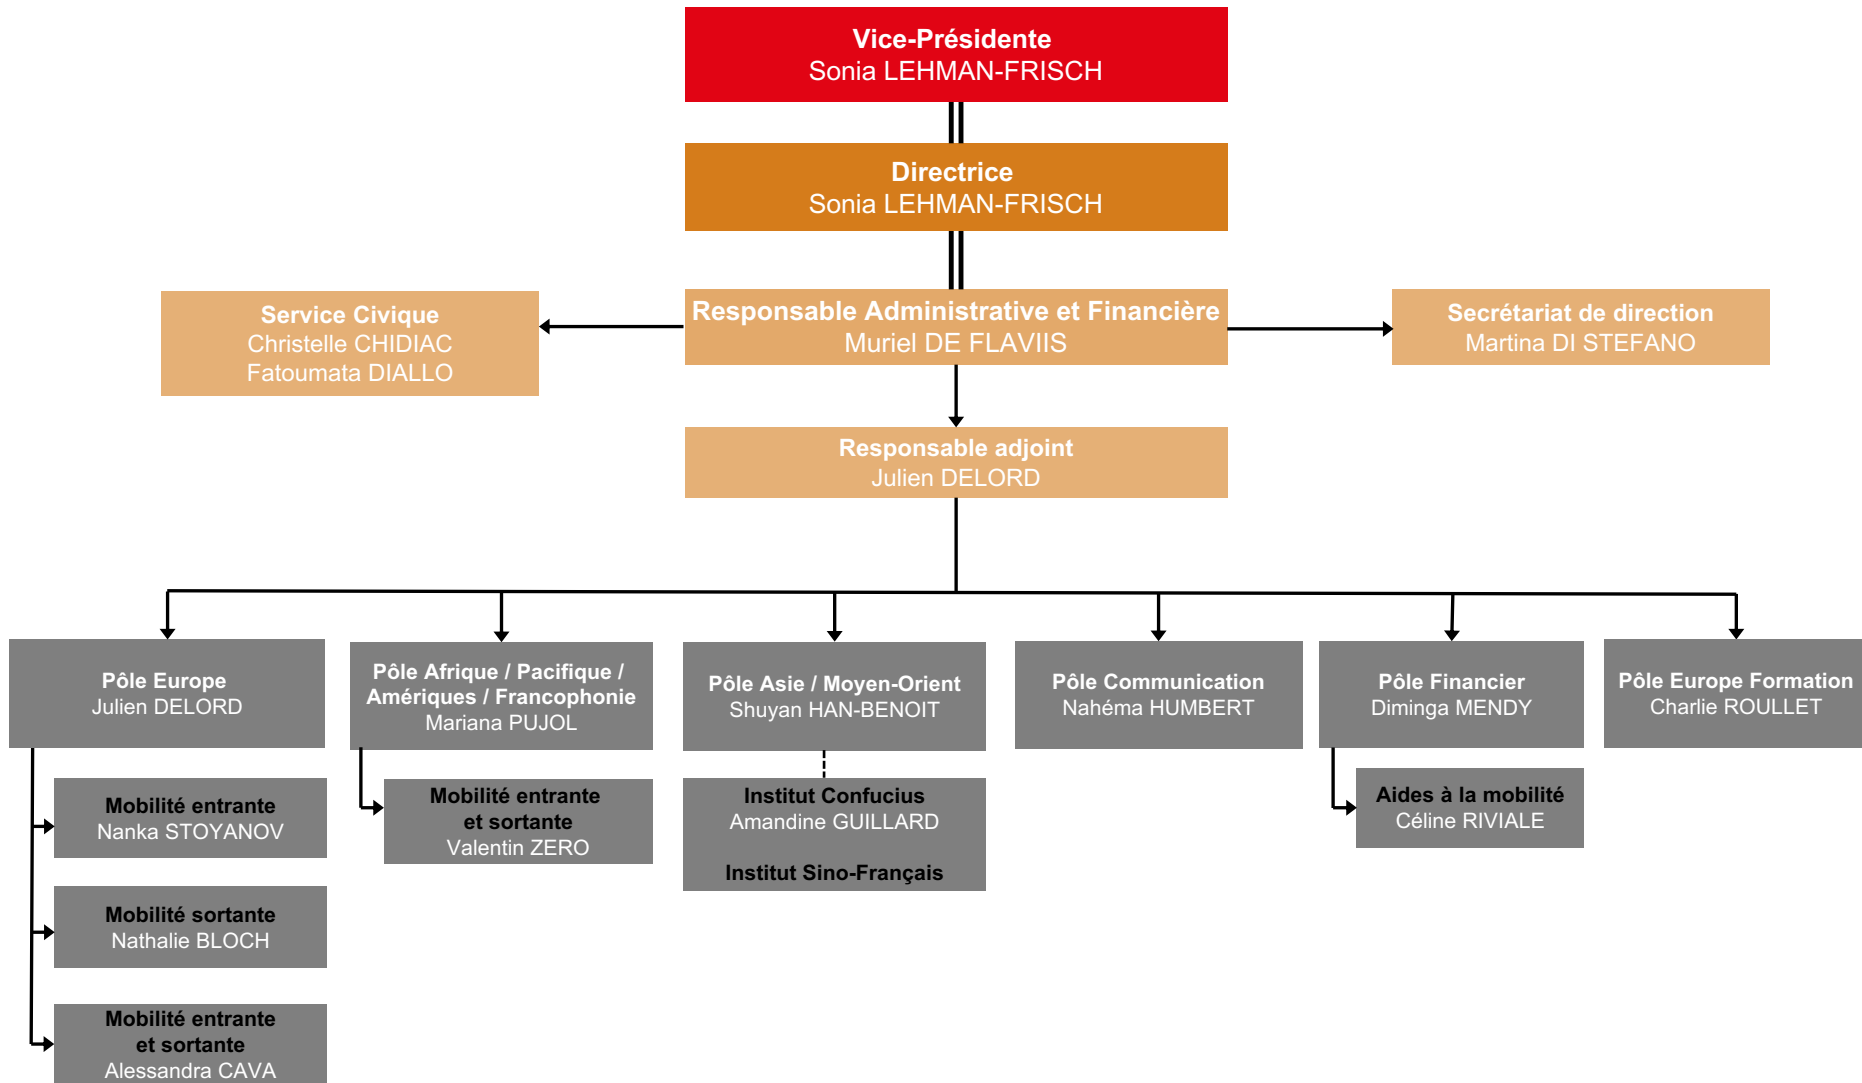 Vice-Présidente
Sonia LEHMAN-FRISCH
Directrice
Sonia LEHMAN-FRISCH
Service Civique
Christelle CHIDIAC
Fatoumata DIALLO
Responsable Administrative et Financière
Muriel DE FLAVIIS
Secrétariat de direction
Martina DI STEFANO
Responsable adjoint
Julien DELORD
Pôle Europe
Julien DELORD
Pôle Afrique / Pacifique /
Amériques / Francophonie
Mariana PUJOL
Pôle Asie / Moyen-Orient
Shuyan HAN-BENOIT
Pôle Communication
Nahéma HUMBERT
Pôle Financier
Diminga MENDY
Pôle Europe Formation
Charlie ROULLET
Mobilité entrante
Nanka STOYANOV
Mobilité sortante
Nathalie BLOCH
Mobilité entrante
et sortante
Alessandra CAVA
Mobilité entrante
et sortante
Valentin ZERO
Institut Confucius
Amandine GUILLARD
Institut Sino-Français
Aides à la mobilité
Céline RIVIALE